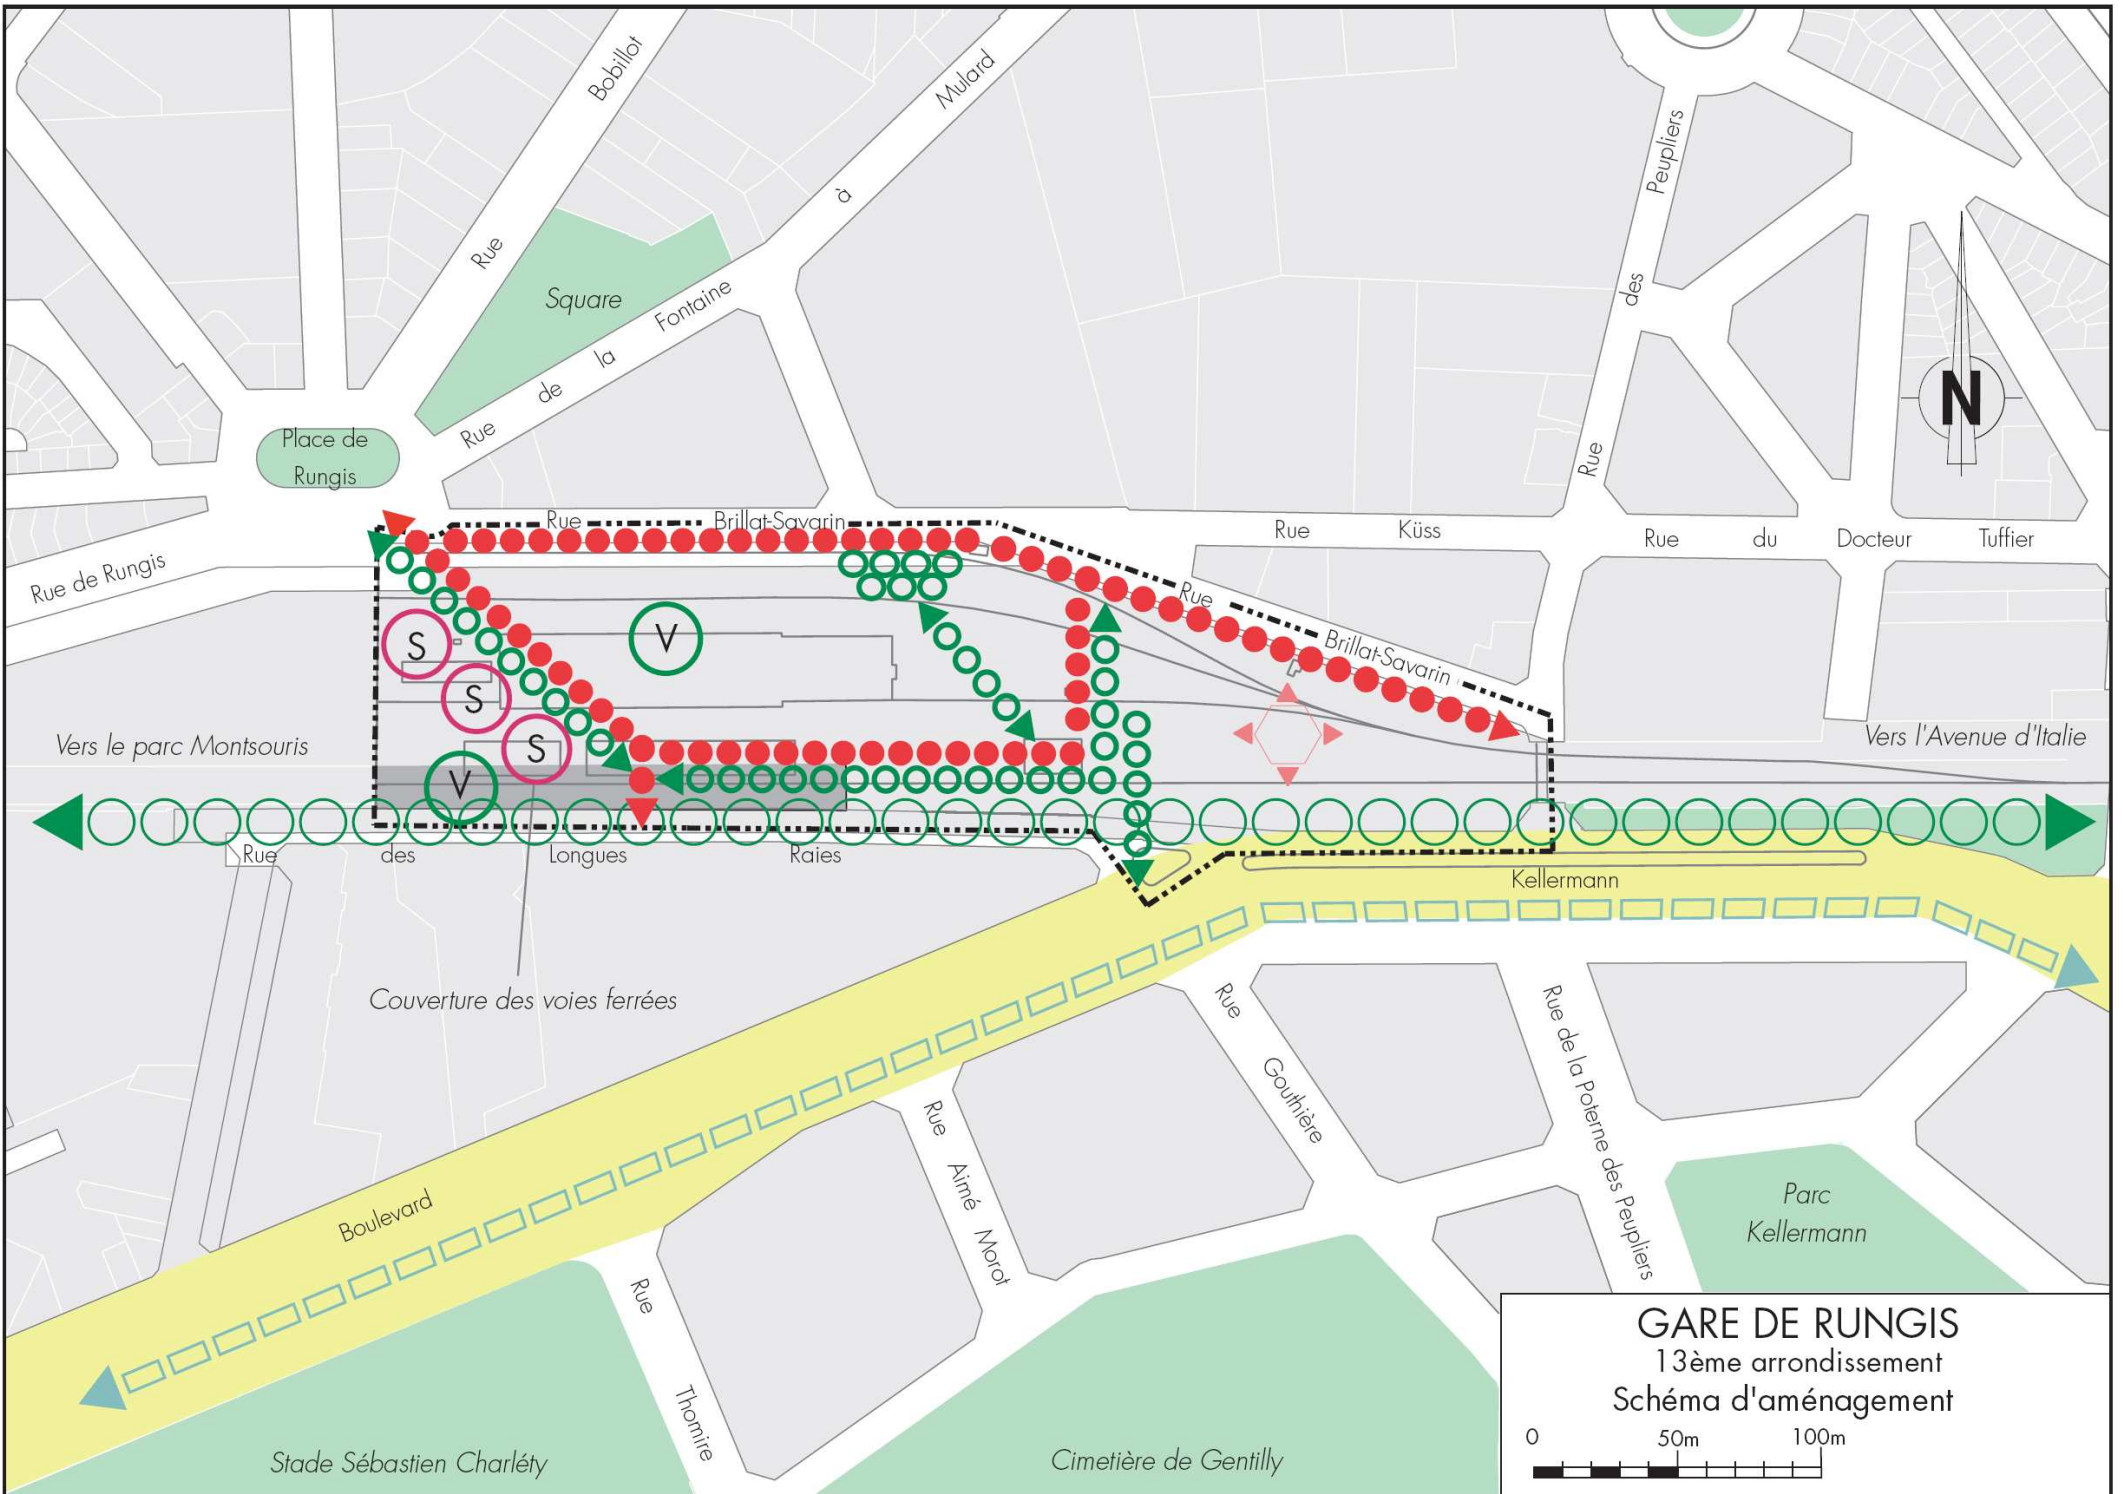 Rue Bobillot
Rue de la Fontaine à Mulard
Square
Place de
Rungis
Rue de Rungis
Rue Brillat-Savarin
Rue Brillat-Savarin
Rue Küss
Rue des Peupliers
Rue du Docteur Tuffier
N
S
S
S
V
V
Vers le parc Montsouris
Vers l'Avenue d'Italie
Rue des Longues Raies
Couverture des voies ferrées
Boulevard Kellermann
Rue Gouthière
Rue de la Poterne des Peupliers
Rue Aimé Morot
Rue Thomire
Parc
Kellermann
Stade Sébastien Charléty
Cimetière de Gentilly
GARE DE RUNGIS
13ème arrondissement
Schéma d'aménagement
0 50m 100m